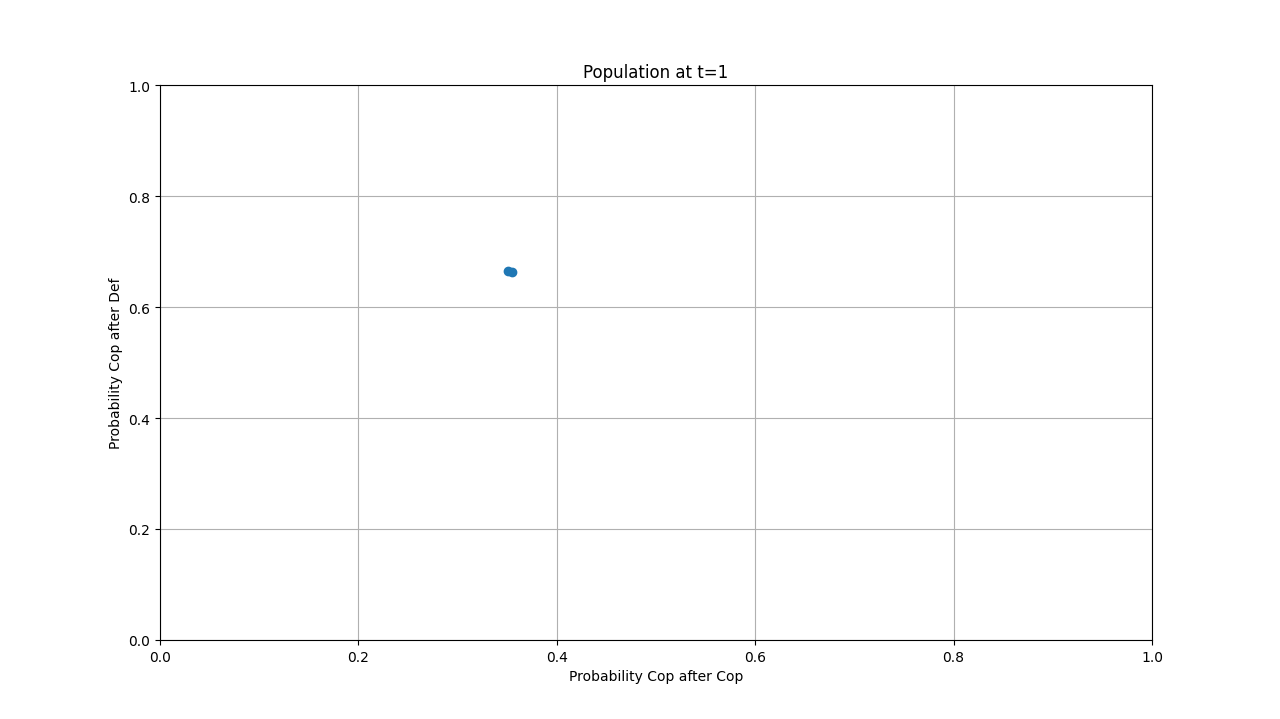 Population at t=1
1.0
0.8
0.6
0.4
0.2
0.0
Probability Cop after Def
0.0 0.2 0.4 0.6 0.8 1.0
Probability Cop after Cop